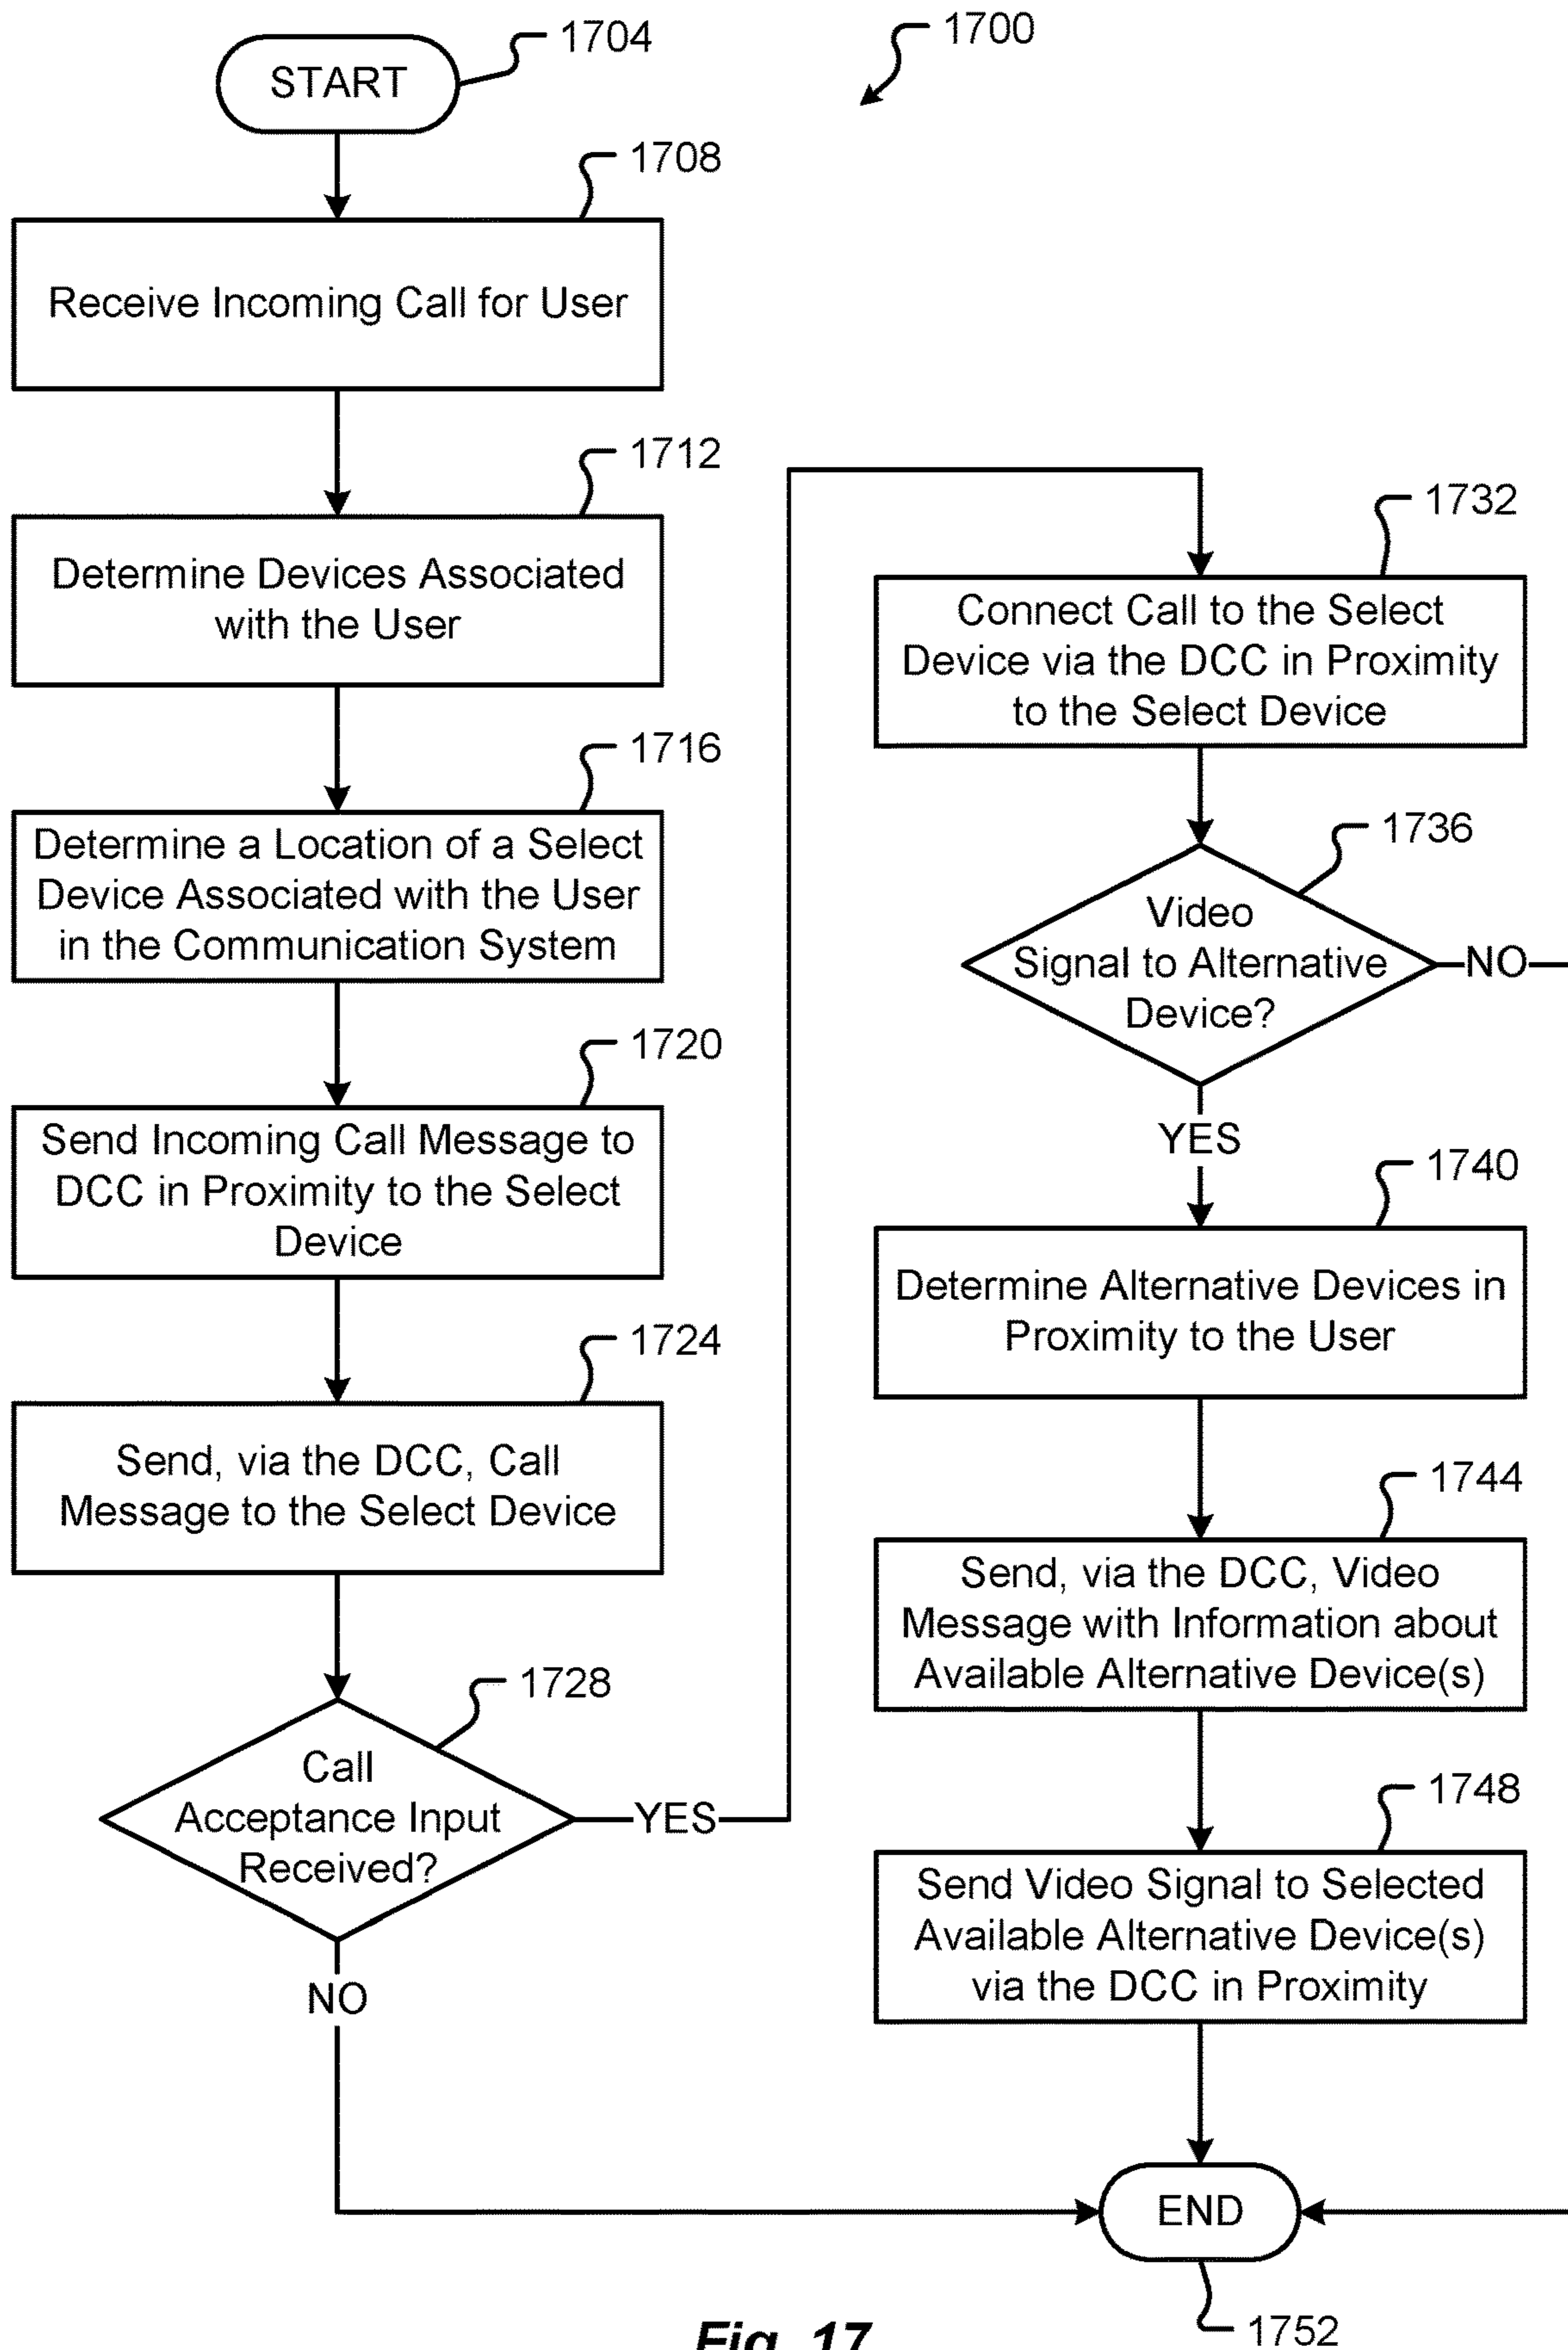 1700
START
1704
1708
Receive Incoming Call for User
1712
Determine Devices Associated
with the User
1716
Determine a Location of a Select
Device Associated with the User
in the Communication System
1720
Send Incoming Call Message to
DCC in Proximity to the Select
Device
1724
Send, via the DCC, Call
Message to the Select Device
1728
Call
Acceptance Input
Received?
YES
NO
1732
Connect Call to the Select
Device via the DCC in Proximity
to the Select Device
1736
Video
Signal to Alternative
Device?
NO
YES
1740
Determine Alternative Devices in
Proximity to the User
1744
Send, via the DCC, Video
Message with Information about
Available Alternative Device(s)
1748
Send Video Signal to Selected
Available Alternative Device(s)
via the DCC in Proximity
END
1752
Fig. 17